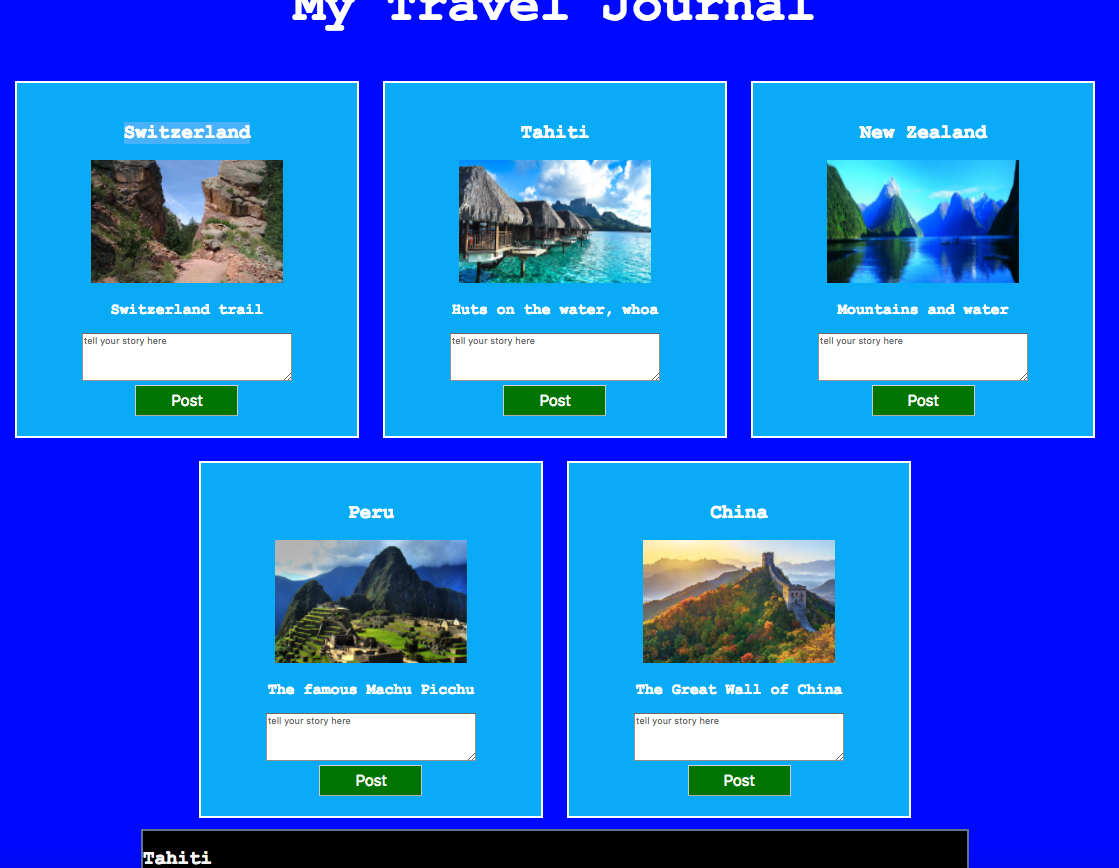 My Travel Journal
Switzerland
Switzerland trail
tell your story here
Post
Tahiti
Huts on the water, whoa
tell your story here
Post
New Zealand
Mountains and water
tell your story here
Post
Peru
The famous Machu Picchu
tell your story here
Post
China
The Great Wall of China
tell your story here
Post
Tahiti